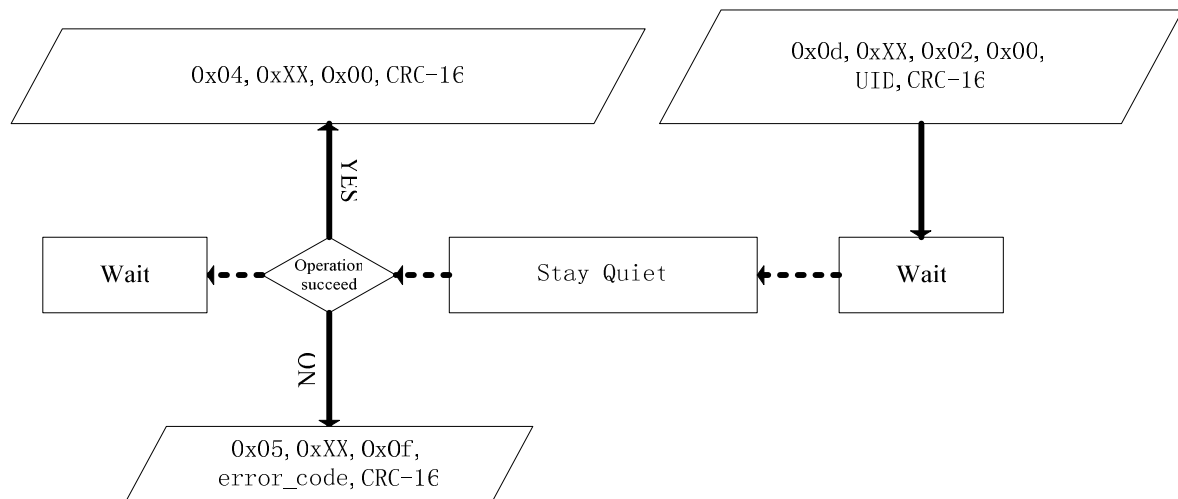 0x04, 0xXX, 0x00, CRC-16
0x0d, 0xXX, 0x02, 0x00,
UID, CRC-16
YES
Wait
Operation
succeed
Stay Quiet
Wait
NO
0x05, 0xXX, 0x0f,
error_code, CRC-16